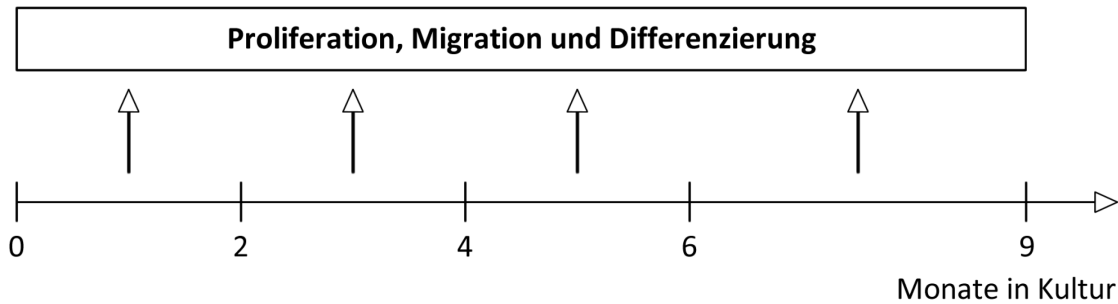 Proliferation, Migration und Differenzierung
0 2 4 6 9
Monate in Kultur